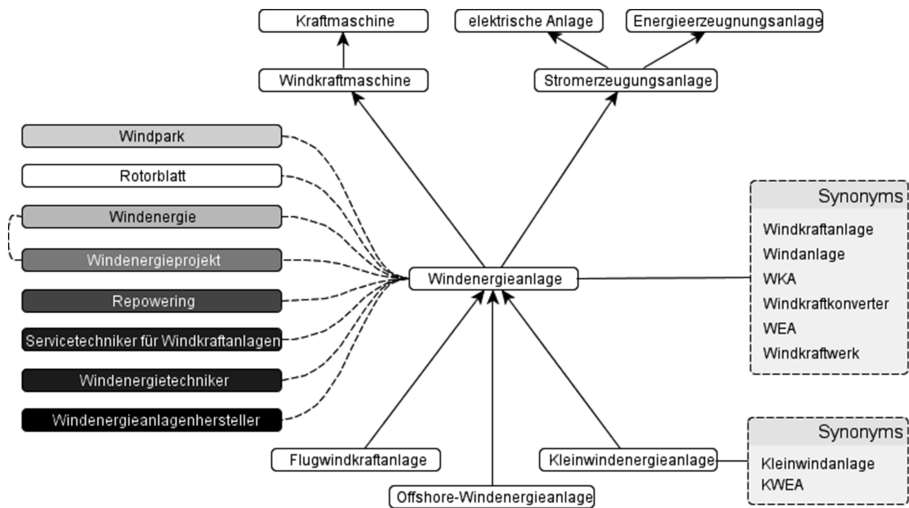 Kraftmaschine
elektrische Anlage
Energieerzeugnungsanlage
Windkraftmaschine
Stromerzeugungsanlage
Windpark
Rotorblatt
Windenergie
Windenergieprojekt
Repowering
Servicetechniker für Windkraftanlagen
Windenergietechniker
Windenergieanlagenhersteller
Windenergieanlage
Synonyms
Windkraftanlage
Windanlage
WKA
Windkraftkonverter
WEA
Windkraftwerk
Flugwindkraftanlage
Offshore-Windenergieanlage
Kleinwindenergieanlage
Synonyms
Kleinwindanlage
KWEA